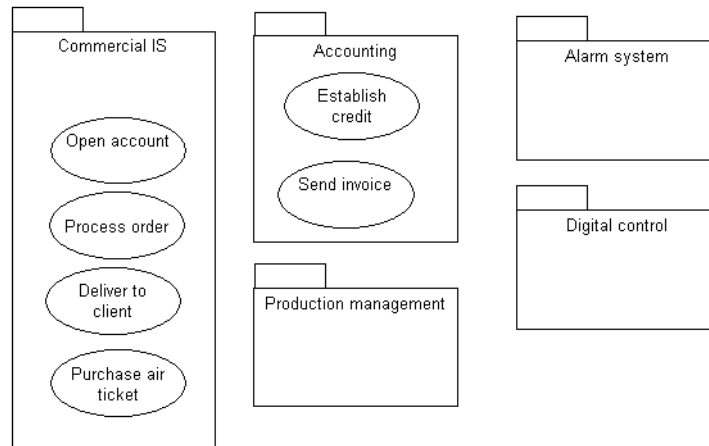 Commercial IS
Open account
Process order
Deliver to
client
Purchase air
ticket
Accounting
Establish
credit
Send invoice
Production management
Alarm system
Digital control